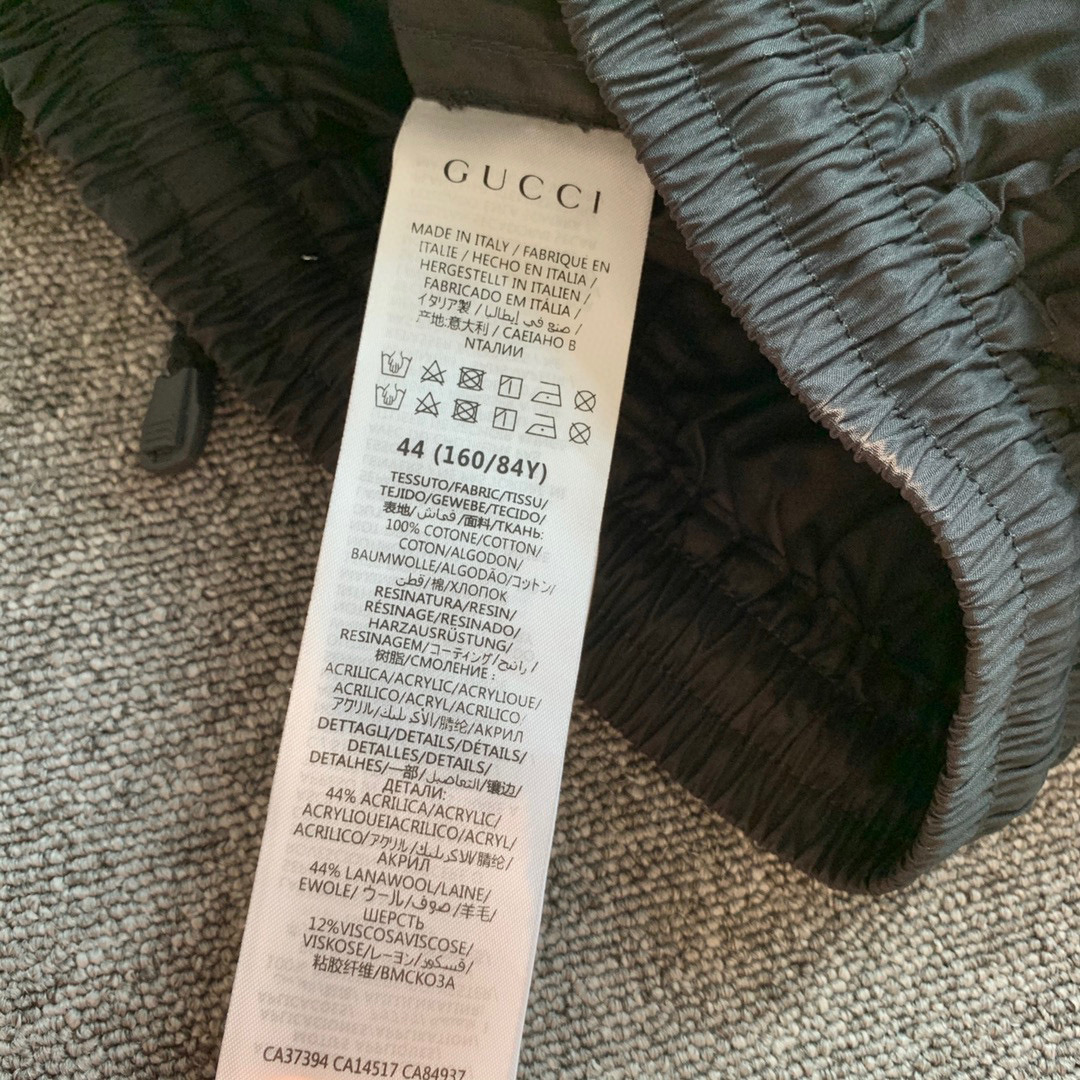 GUCCI
MADE IN ITALY / FABRIQUE EN
ITALIE / HECHO EN ITALIA /
HERGESTELLT IN ITALIEN /
FABRICADO EM ITÁLIA /
イタリア製 / صنع في إيطاليا /
产地:意大利 / CAEIAHO B
NTAЛИИ
44 (160/84Y)
TESSUTO/FABRIC/TISSU/
TEJIDO/GEWEBE/TECIDO/
表地/قماش/面料/ТКАНЬ:
100% COTONE/COTTON/
COTON/ALGODON/
BAUMWOLLE/ALGODÃO/コットン/
قطن/棉/ХЛОПОК
RESINATURA/RESIN/
RÉSINAGE/RESINADO/
HARZAUSRÜSTUNG/
RESINAGEM/コーティング/راتنج/
树脂/СМОЛЕНИЕ :
ACRILICA/ACRYLIC/ACRYLIOUE/
ACRILICO/ACRYL/ACRILICO
アクリル/الأكريليك/腈纶/АКРИЛ
DETTAGLI/DETAILS/DÉTAILS/
DETALLES/DETAILS/
DETALHES/一部/التفاصيل/镶边/
ДЕТАЛИ:
44% ACRILICA/ACRYLIC/
ACRYLIOUEIACRILICO/ACRYL/
ACRILICO/アクリル/الأكريليك/腈纶/
АКРИЛ
44% LANAWOOL/LAINE/
EWOLE/ ウール/صوف/羊毛/
ШЕРСТЬ
12%VISCOSAVISCOSE/
VISKOSE/レーヨン/فسكوز/
粘胶纤维/ВМСКОЗА
CA37394 CA14517 CA84937